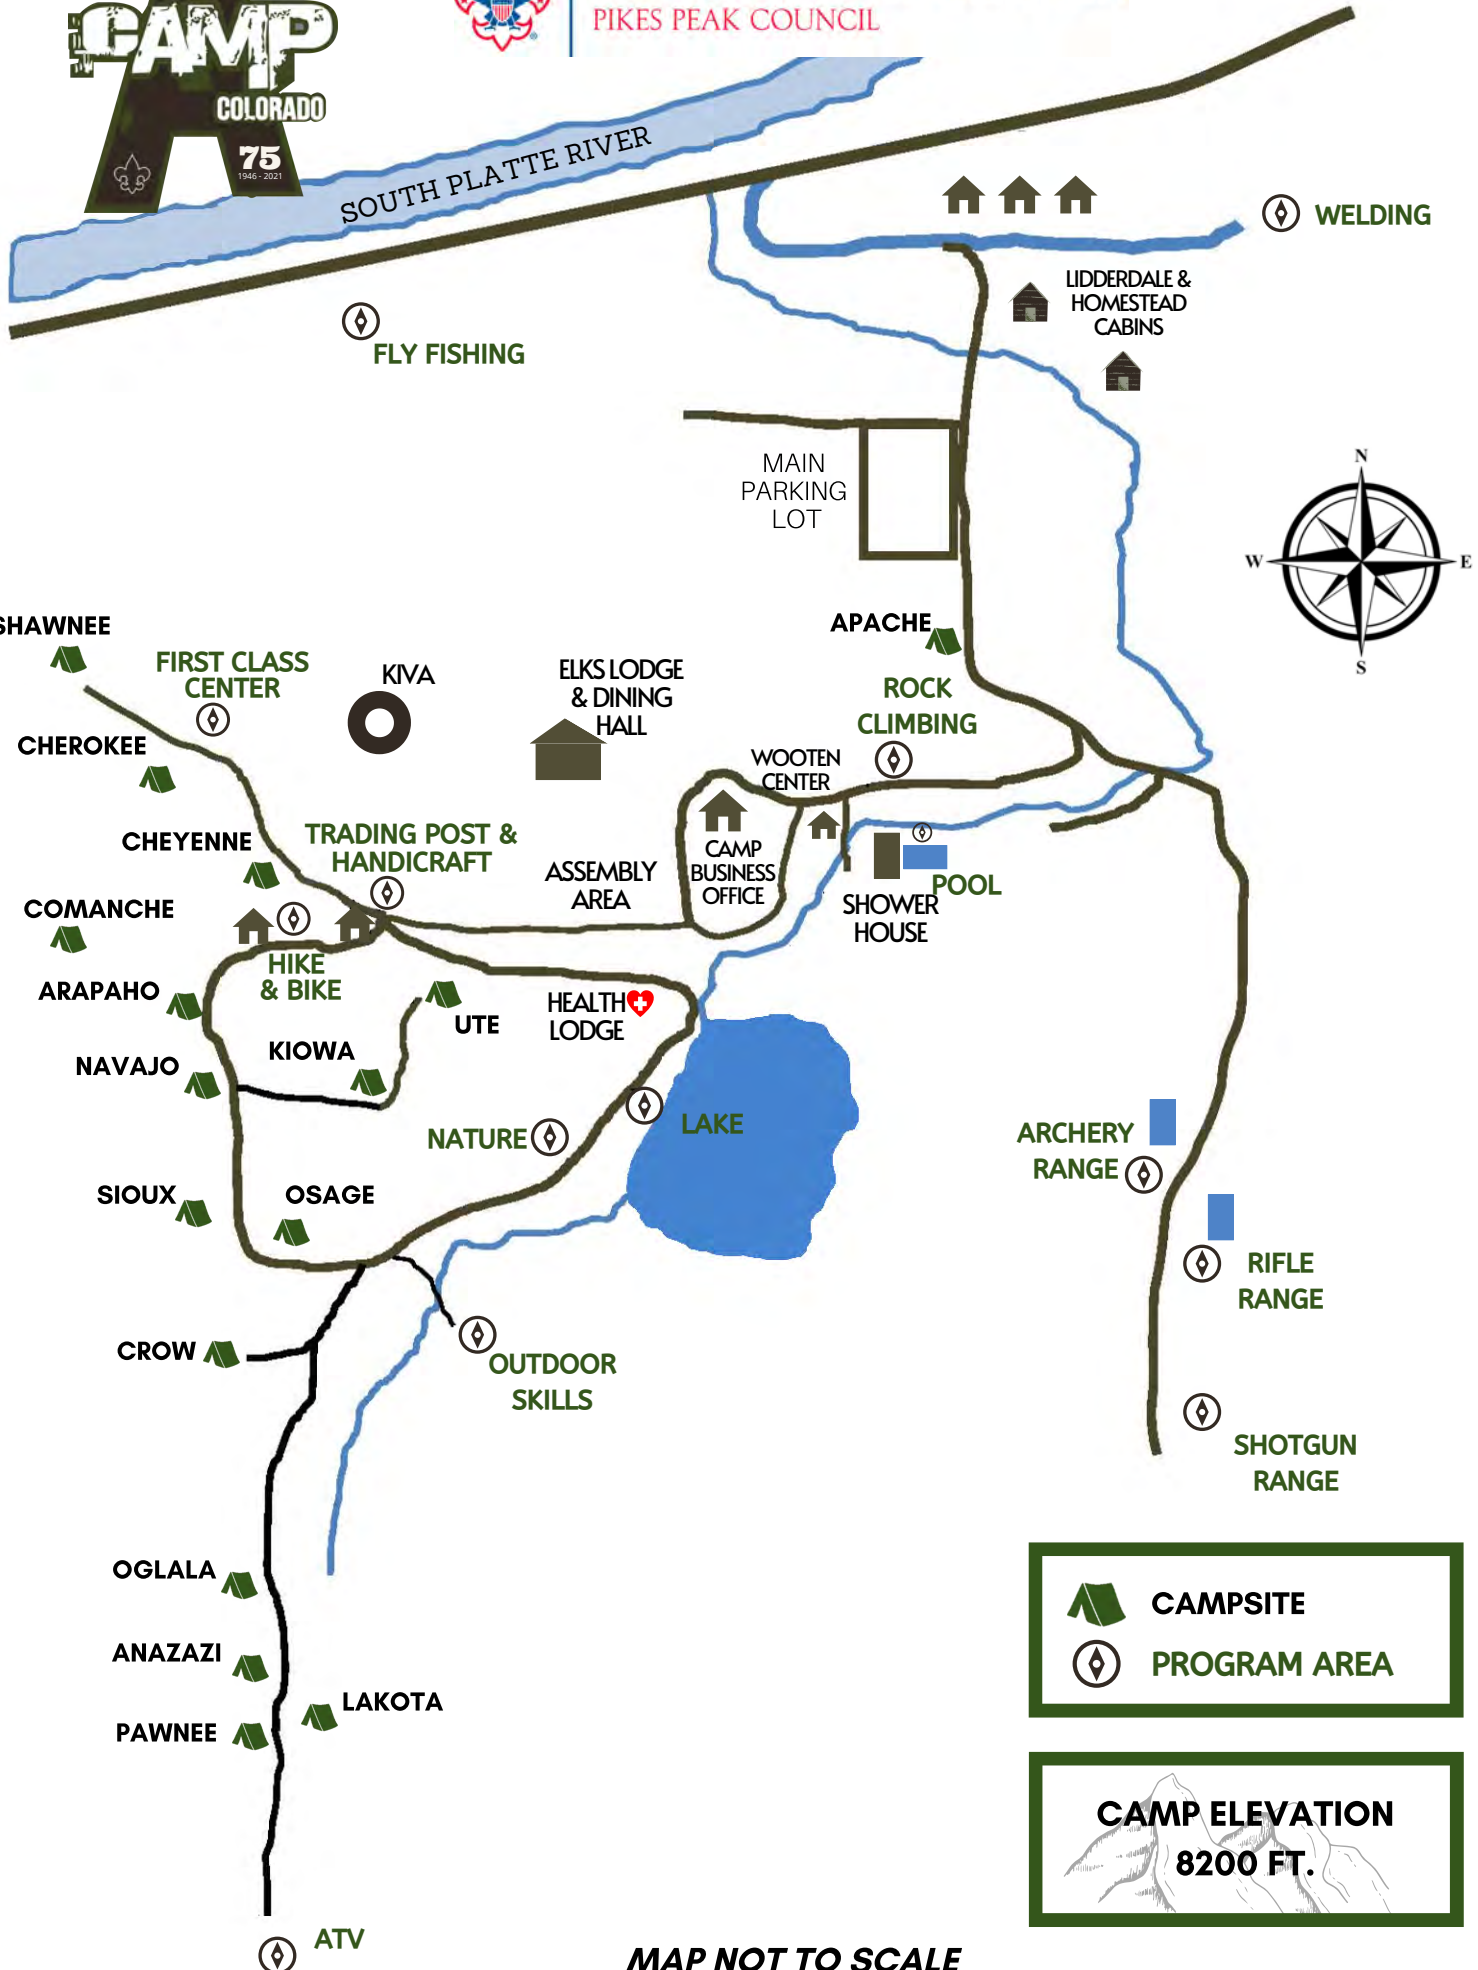 CAMP
COLORADO
75
1946 - 2021
PIKES PEAK COUNCIL
SOUTH PLATTE RIVER
WELDING
LIDDERDALE &
HOMESTEAD
CABINS
FLY FISHING
MAIN
PARKING
LOT
N
W
E
S
SHAWNEE
APACHE
FIRST CLASS
CENTER
KIVA
ELKS LODGE
& DINING
HALL
ROCK
CLIMBING
CHEROKEE
WOOTEN
CENTER
CHEYENNE
TRADING POST &
HANDICRAFT
ASSEMBLY
AREA
CAMP
BUSINESS
OFFICE
POOL
SHOWER
HOUSE
COMANCHE
HIKE
& BIKE
ARAPAHO
HEALTH
LODGE
UTE
KIOWA
NAVAJO
NATURE
LAKE
ARCHERY
RANGE
SIOUX
OSAGE
RIFLE
RANGE
CROW
OUTDOOR
SKILLS
SHOTGUN
RANGE
OGLALA
ANAZAZI
LAKOTA
PAWNEE
ATV
CAMPSITE
PROGRAM AREA
CAMP ELEVATION
8200 FT.
MAP NOT TO SCALE